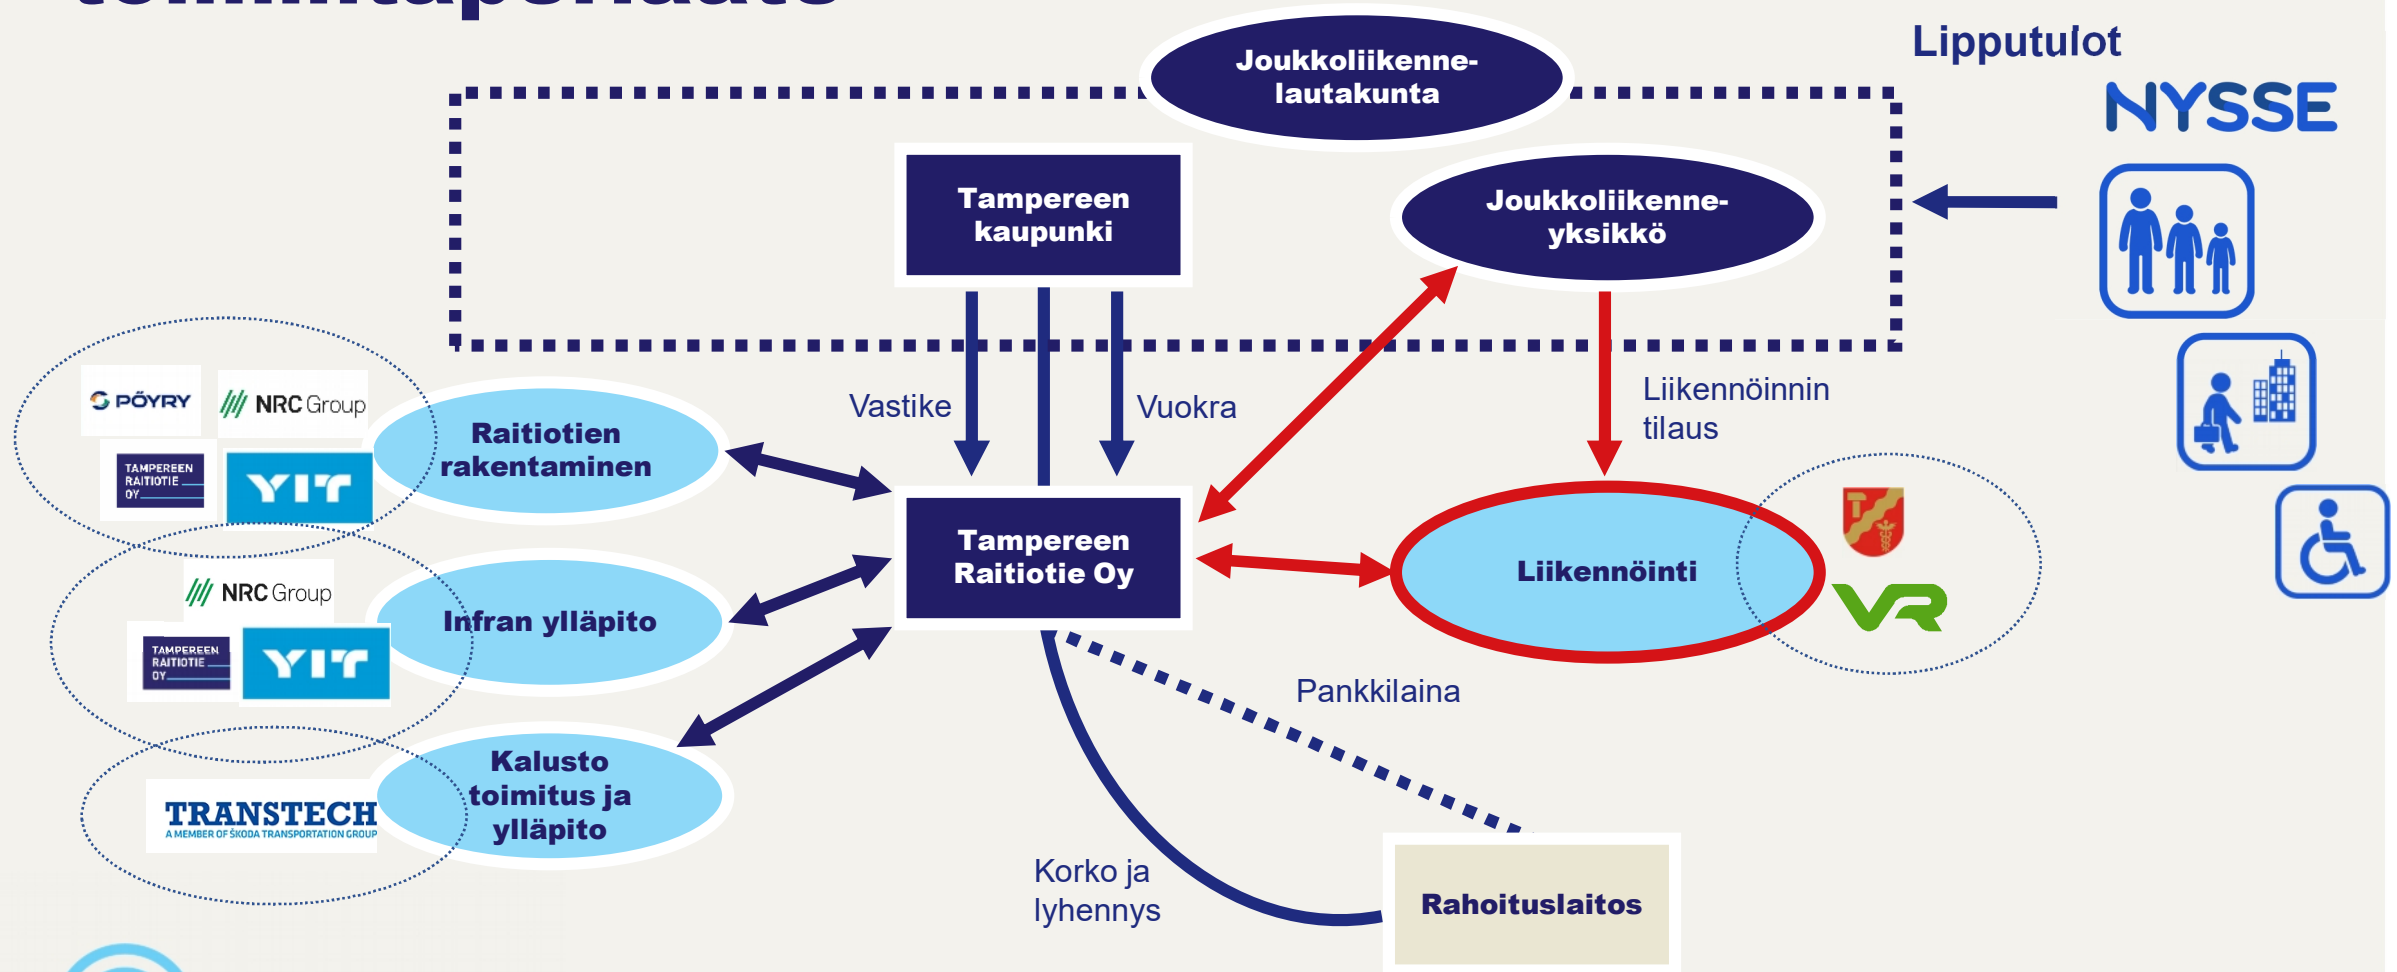 toimintaperiaate
Joukkoliikenne-
lautakunta
Lipputulot
NYSSE
Tampereen
kaupunki
Joukkoliikenne-
yksikkö
Vastike
Vuokra
Liikennöinnin
tilaus
PÖYRY
NRC Group
TAMPEREEN
RAITIOTIE
OY
YIT
Raitiotien
rakentaminen
Tampereen
Raitiotie Oy
Liikennöinti
VR
NRC Group
TAMPEREEN
RAITIOTIE
OY
YIT
Infran ylläpito
Pankkilaina
TRANSTECH
A MEMBER OF ŠKODA TRANSPORTATION GROUP
Kalusto
toimitus ja
ylläpito
Korko ja
lyhennys
Rahoituslaitos